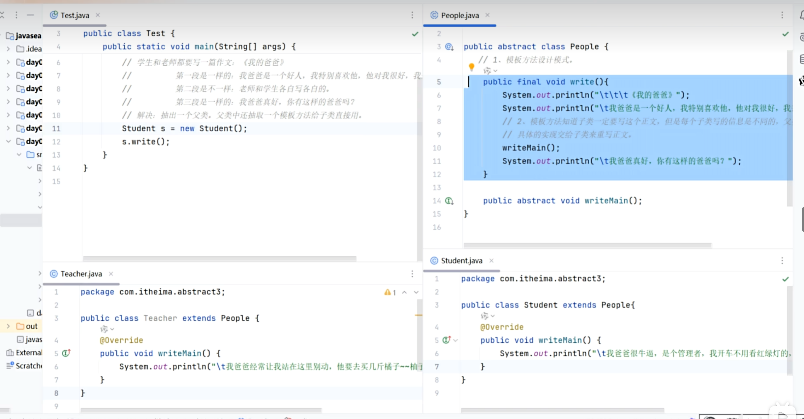 Test.java
3 public class Test {
4 public static void main(String[] args) {
6 // 学生和老师都要写一篇作文:《我的爸爸》
7 // 第一段是一样的:我爸爸是一个好人,我特别喜欢他,他对我很好,我
8 // 第二段是不一样:老师和学生各自写各自的。
9 // 第三段是一样的:我爸爸真好,你有这样的爸爸吗?
10 // 解决:抽出一个父类。父类中还抽取一个模板方法给子类直接用。
11 Student s = new Student();
12 s.write();
13 }
14 }
15
People.java
2
3 public abstract class People {
4 // 1、模板方法设计模式。
5 public final void write(){
6 System.out.println("\t\t\t《我的爸爸》");
7 System.out.println("\t我爸爸是一个好人,我特别喜欢他,他对我很好,我
8 // 2、模板方法知道子类一定要写这个正文,但是每个子类写的信息是不同的,父
9 // 具体的实现交给子类来重写正文。
10 writeMain();
11 System.out.println("\t我爸爸真好,你有这样的爸爸吗?");
12 }
13
14 public abstract void writeMain();
15 }
16
Teacher.java
1 package com.itheima.abstract3;
1
2
3 public class Teacher extends People {
4 @Override
5 public void writeMain() {
6 System.out.println("\t我爸爸经常让我站在这里别动,他要去买几斤橘子~~柚子
7 }
8 }
9
Student.java
1 package com.itheima.abstract3;
2
3 public class Student extends People{
4 @Override
5 public void writeMain() {
6 System.out.println("\t我爸爸很牛逼,是个管理者,我开车不用看红绿灯的,
7 }
8 }
9
javasea
.idea
day0
day0
day0
day0
day0
day0
day0
day0
sr
d
out
javas
External
Scratche